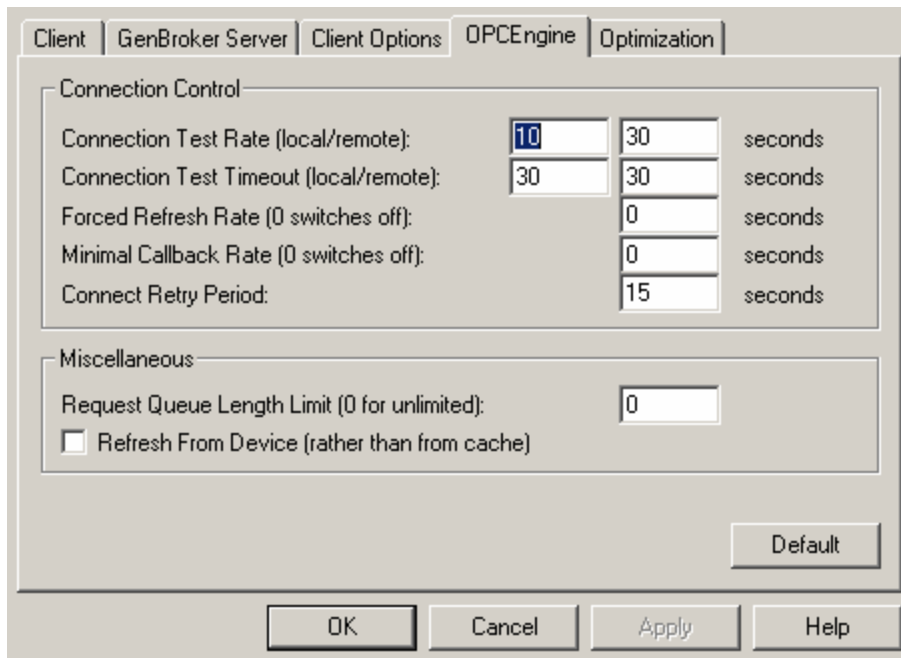 Client GenBroker Server Client Options OPCEngine Optimization
Connection Control
Connection Test Rate (local/remote): 10 30 seconds
Connection Test Timeout (local/remote): 30 30 seconds
Forced Refresh Rate (0 switches off): 0 seconds
Minimal Callback Rate (0 switches off): 0 seconds
Connect Retry Period: 15 seconds
Miscellaneous
Request Queue Length Limit (0 for unlimited): 0
Refresh From Device (rather than from cache)
Default
OK Cancel Apply Help